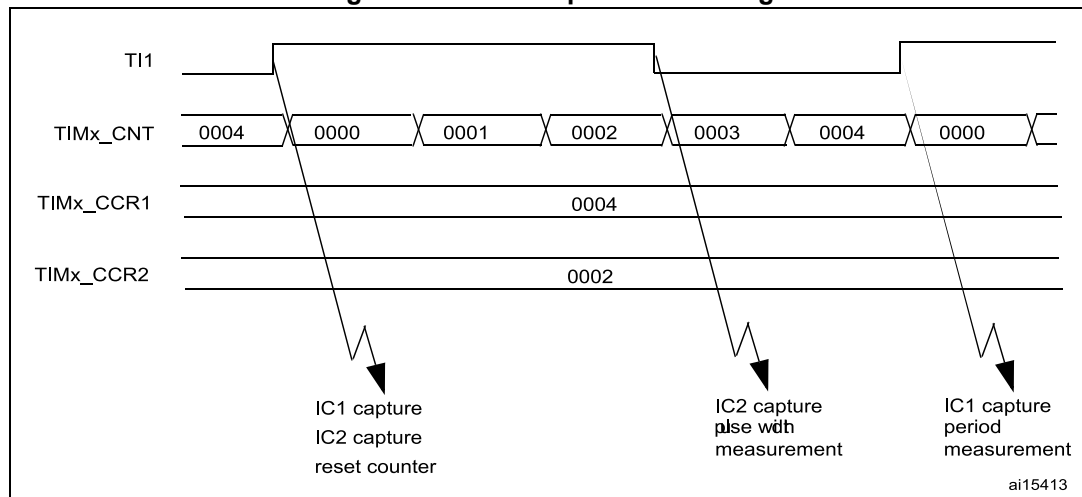 TI1
TIMx_CNT 0004 0000 0001 0002 0003 0004 0000
TIMx_CCR1 0004
TIMx_CCR2 0002
IC1 capture
IC2 capture
reset counter
IC2 capture
measurement
IC1 capture
period
measurement
ai15413